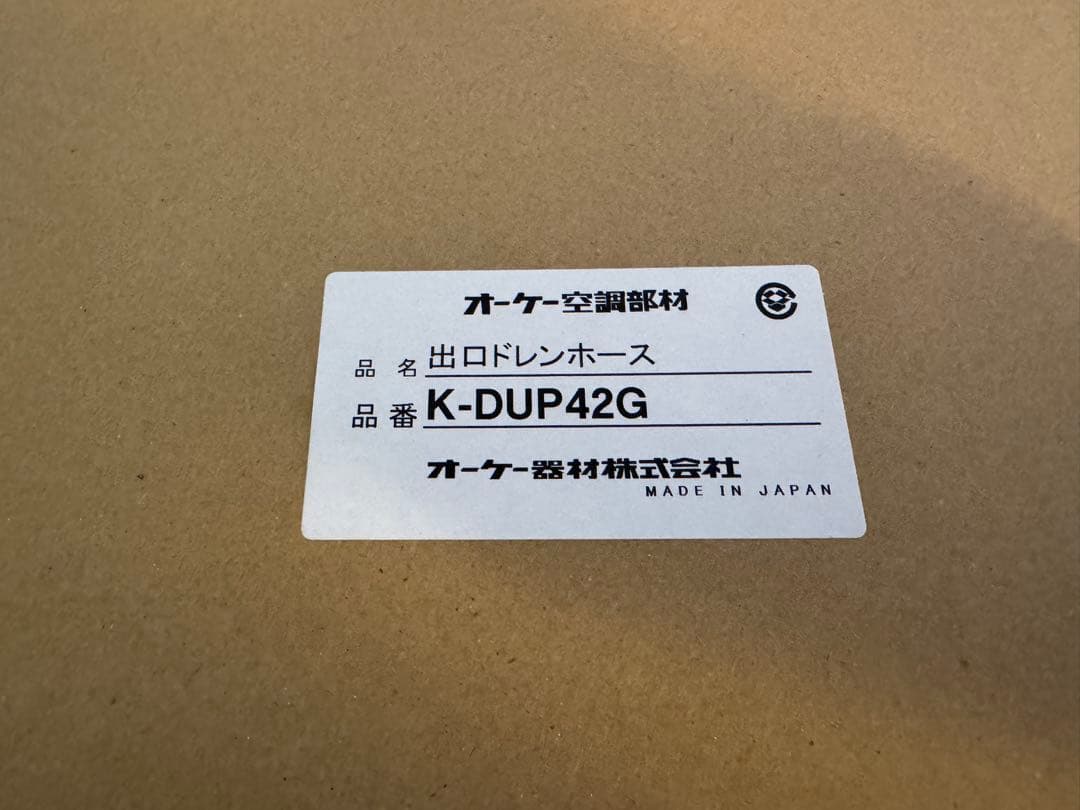 オーケー空調部材
品名 出口ドレンホース
品番 K-DUP42G
オーケー器材株式会社
MADE IN JAPAN